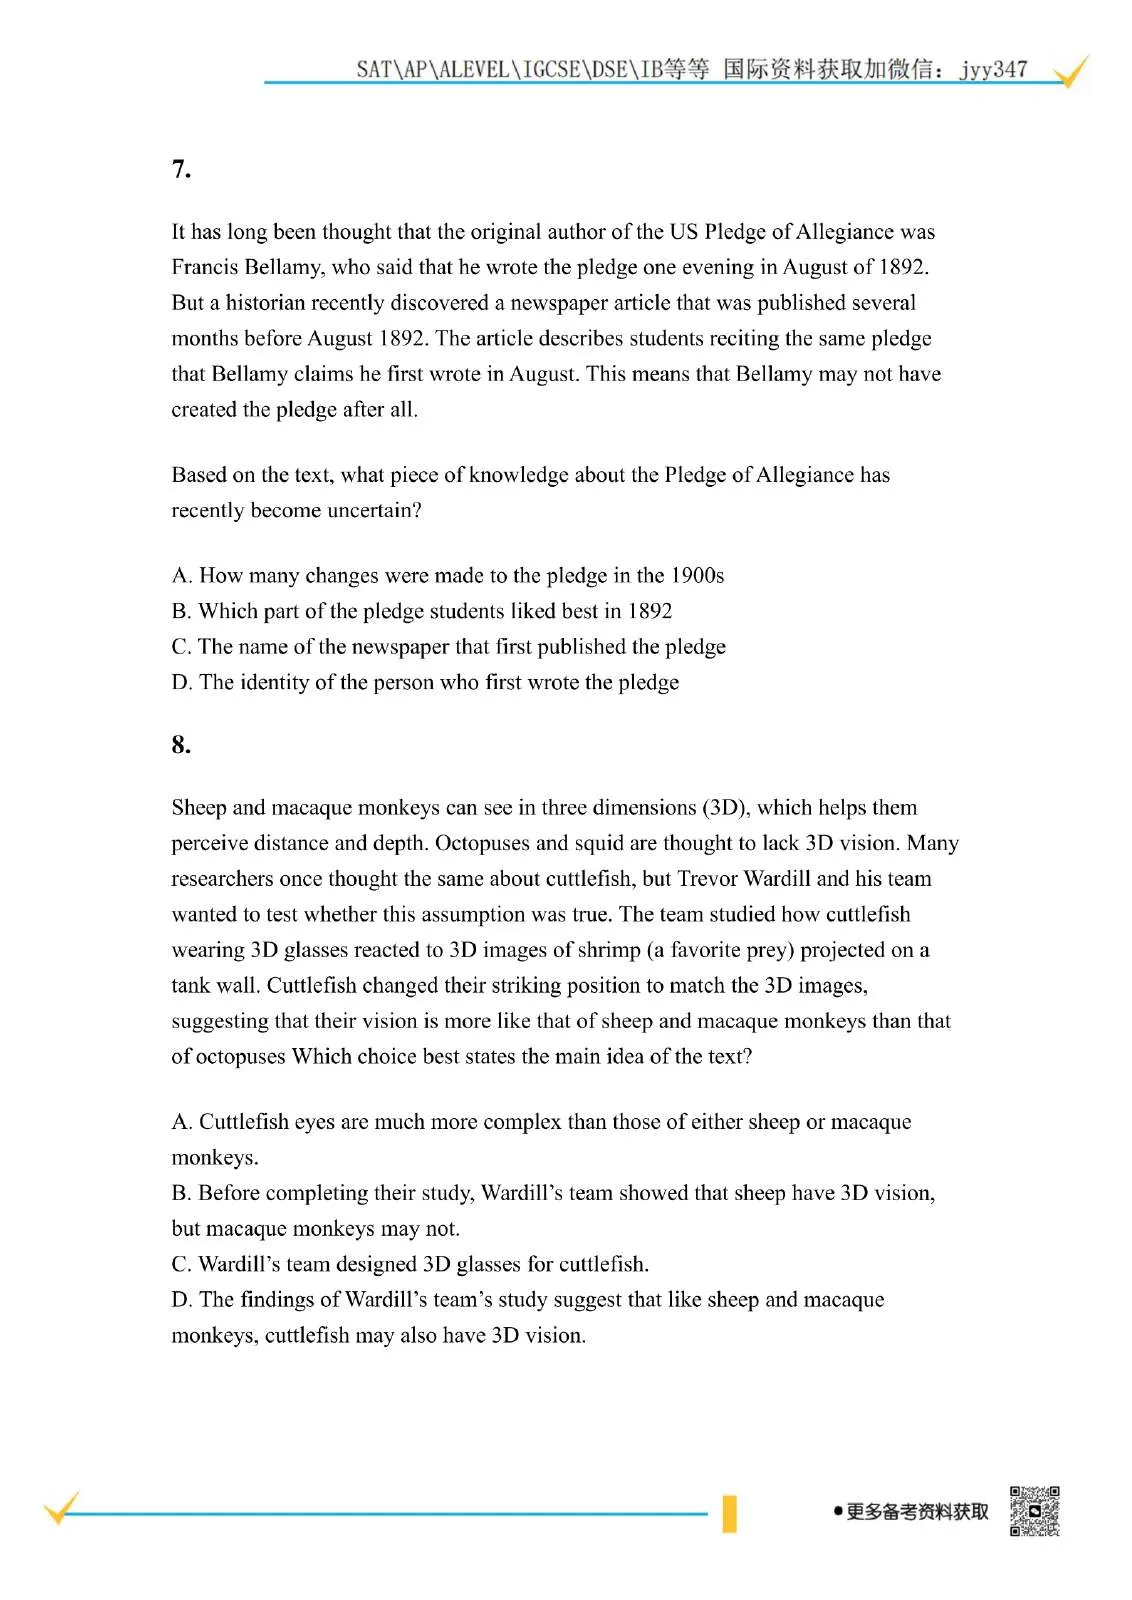 SAT\AP\ALEVEL\IGCSE\DSE\IB等等 国际资料获取加微信：jyy347
7.
It has long been thought that the original author of the US Pledge of Allegiance was
Francis Bellamy, who said that he wrote the pledge one evening in August of 1892.
But a historian recently discovered a newspaper article that was published several
months before August 1892. The article describes students reciting the same pledge
that Bellamy claims he first wrote in August. This means that Bellamy may not have
created the pledge after all.
Based on the text, what piece of knowledge about the Pledge of Allegiance has
recently become uncertain?
A. How many changes were made to the pledge in the 1900s
B. Which part of the pledge students liked best in 1892
C. The name of the newspaper that first published the pledge
D. The identity of the person who first wrote the pledge
8.
Sheep and macaque monkeys can see in three dimensions (3D), which helps them
perceive distance and depth. Octopuses and squid are thought to lack 3D vision. Many
researchers once thought the same about cuttlefish, but Trevor Wardill and his team
wanted to test whether this assumption was true. The team studied how cuttlefish
wearing 3D glasses reacted to 3D images of shrimp (a favorite prey) projected on a
tank wall. Cuttlefish changed their striking position to match the 3D images,
suggesting that their vision is more like that of sheep and macaque monkeys than that
of octopuses Which choice best states the main idea of the text?
A. Cuttlefish eyes are much more complex than those of either sheep or macaque
monkeys.
B. Before completing their study, Wardill’s team showed that sheep have 3D vision,
but macaque monkeys may not.
C. Wardill’s team designed 3D glasses for cuttlefish.
D. The findings of Wardill’s team’s study suggest that like sheep and macaque
monkeys, cuttlefish may also have 3D vision.
●更多备考资料获取